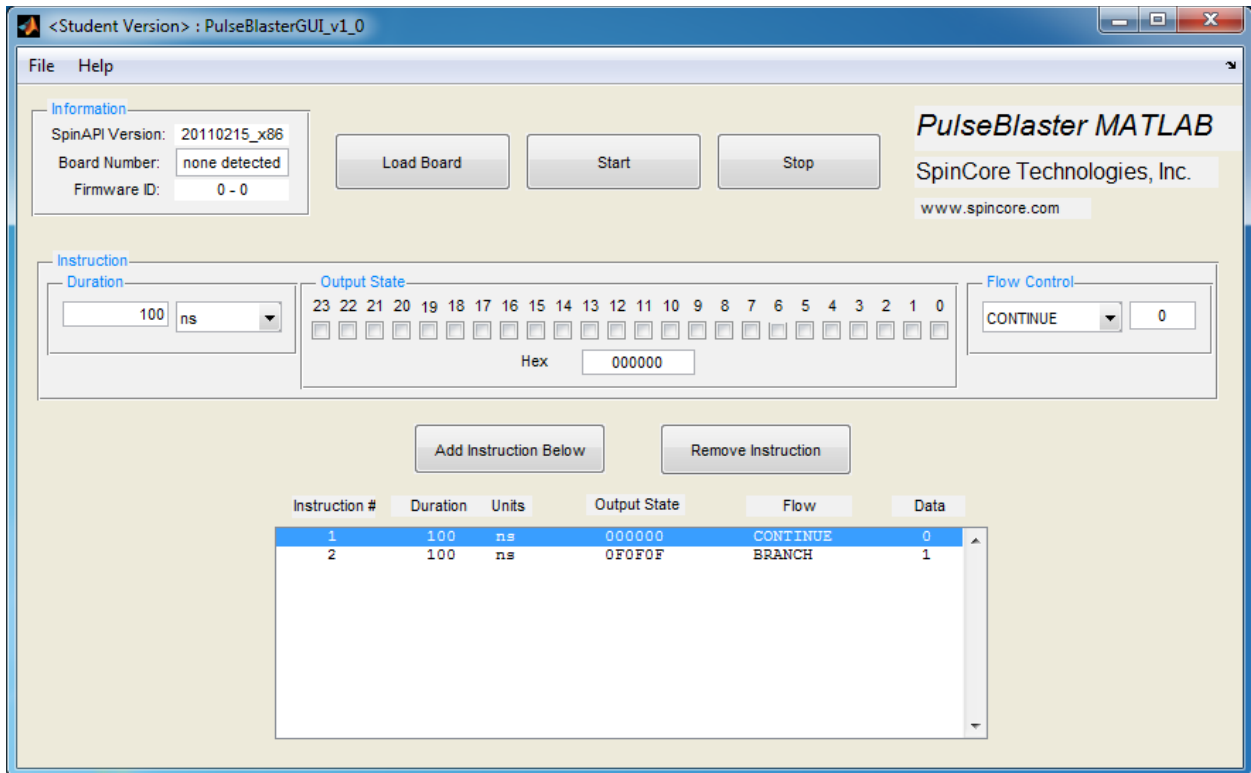 <Student Version> : PulseBlasterGUI_v1_0
File Help
Information
SpinAPI Version: 20110215_x86
Board Number: none detected
Firmware ID: 0 - 0
Load Board
Start
Stop
PulseBlaster MATLAB
SpinCore Technologies, Inc.
www.spincore.com
Instruction
Duration
100 ns
Output State
23 22 21 20 19 18 17 16 15 14 13 12 11 10 9 8 7 6 5 4 3 2 1 0
Hex 000000
Flow Control
CONTINUE 0
Add Instruction Below
Remove Instruction
Instruction # Duration Units Output State Flow Data
1 100 ns 000000 CONTINUE 0
2 100 ns 0F0F0F BRANCH 1